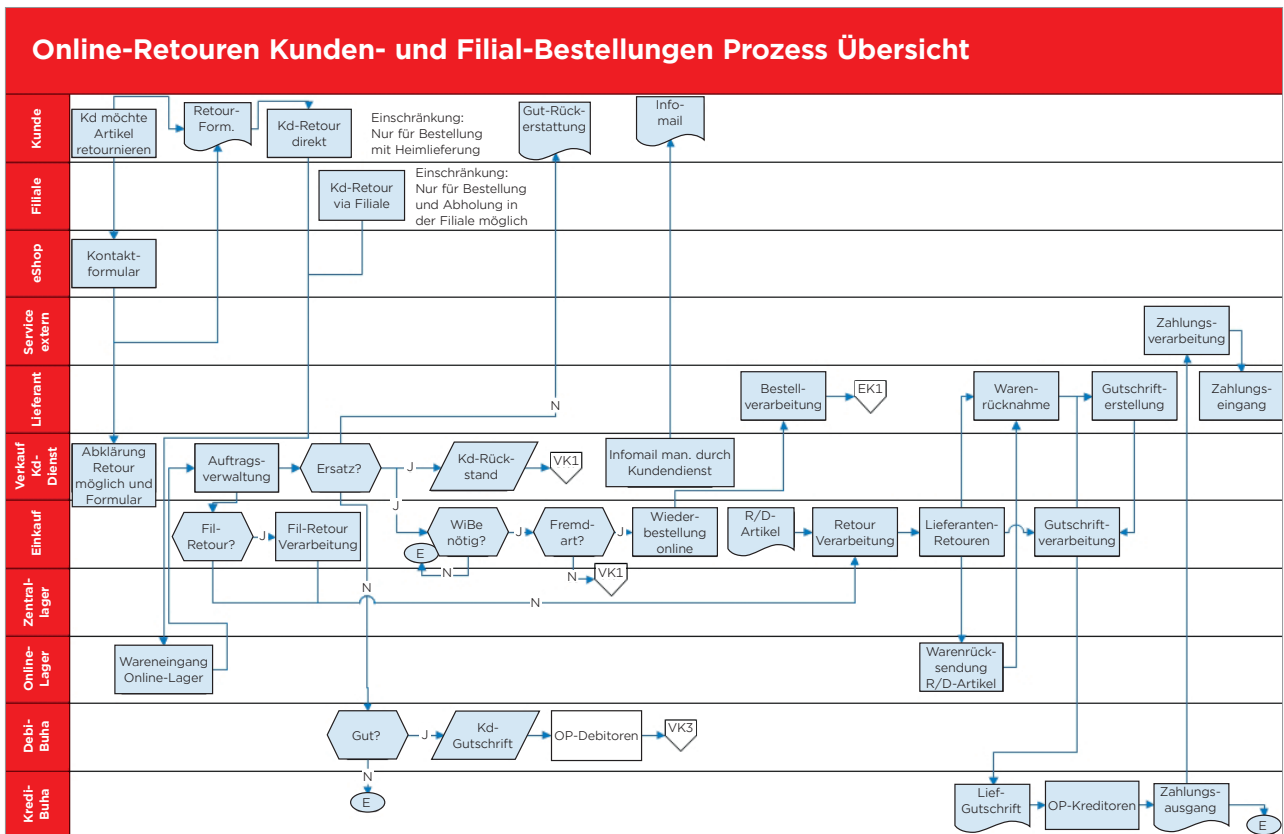 Online-Retouren Kunden- und Filial-Bestellungen Prozess Übersicht
Kunde
Kd möchte
Artikel
retournieren
Retour-
Form.
Kd-Retour
direkt
Einschränkung:
Nur für Bestellung
mit Heimlieferung
Gut-Rück-
erstattung
Info-
mail
Filiale
Kd-Retour
via Filiale
Einschränkung:
Nur für Bestellung
und Abholung in
der Filiale möglich
eShop
Kontakt-
formular
Service
extern
Zahlungs-
verarbeitung
Lieferant
N
Bestell-
verarbeitung
EK1
Waren-
rücknahme
Gutschrift-
erstellung
Zahlungs-
eingang
Verkauf
Kd-
Dienst
Abklärung
Retour
möglich und
Formular
Auftrags-
verwaltung
Ersatz?
J
J
Kd-Rück-
stand
VK1
Infomail man. durch
Kundendienst
Einkauf
Fil-
Retour?
J
Fil-Retour
Verarbeitung
WiBe
nötig?
E
N
J
Fremd-
art?
N
VK1
J
Wieder-
bestellung
online
R/D-
Artikel
Retour
Verarbeitung
Lieferanten-
Retouren
Gutschrift-
verarbeitung
Zentral-
lager
N
N
Online-
Lager
Wareneingang
Online-Lager
Warenrück-
sendung
R/D-Artikel
Debi-
Buha
Gut?
J
N
Kd-
Gutschrift
OP-Debitoren
VK3
Kredi-
Buha
E
Lief-
Gutschrift
OP-Kreditoren
Zahlungs-
ausgang
E